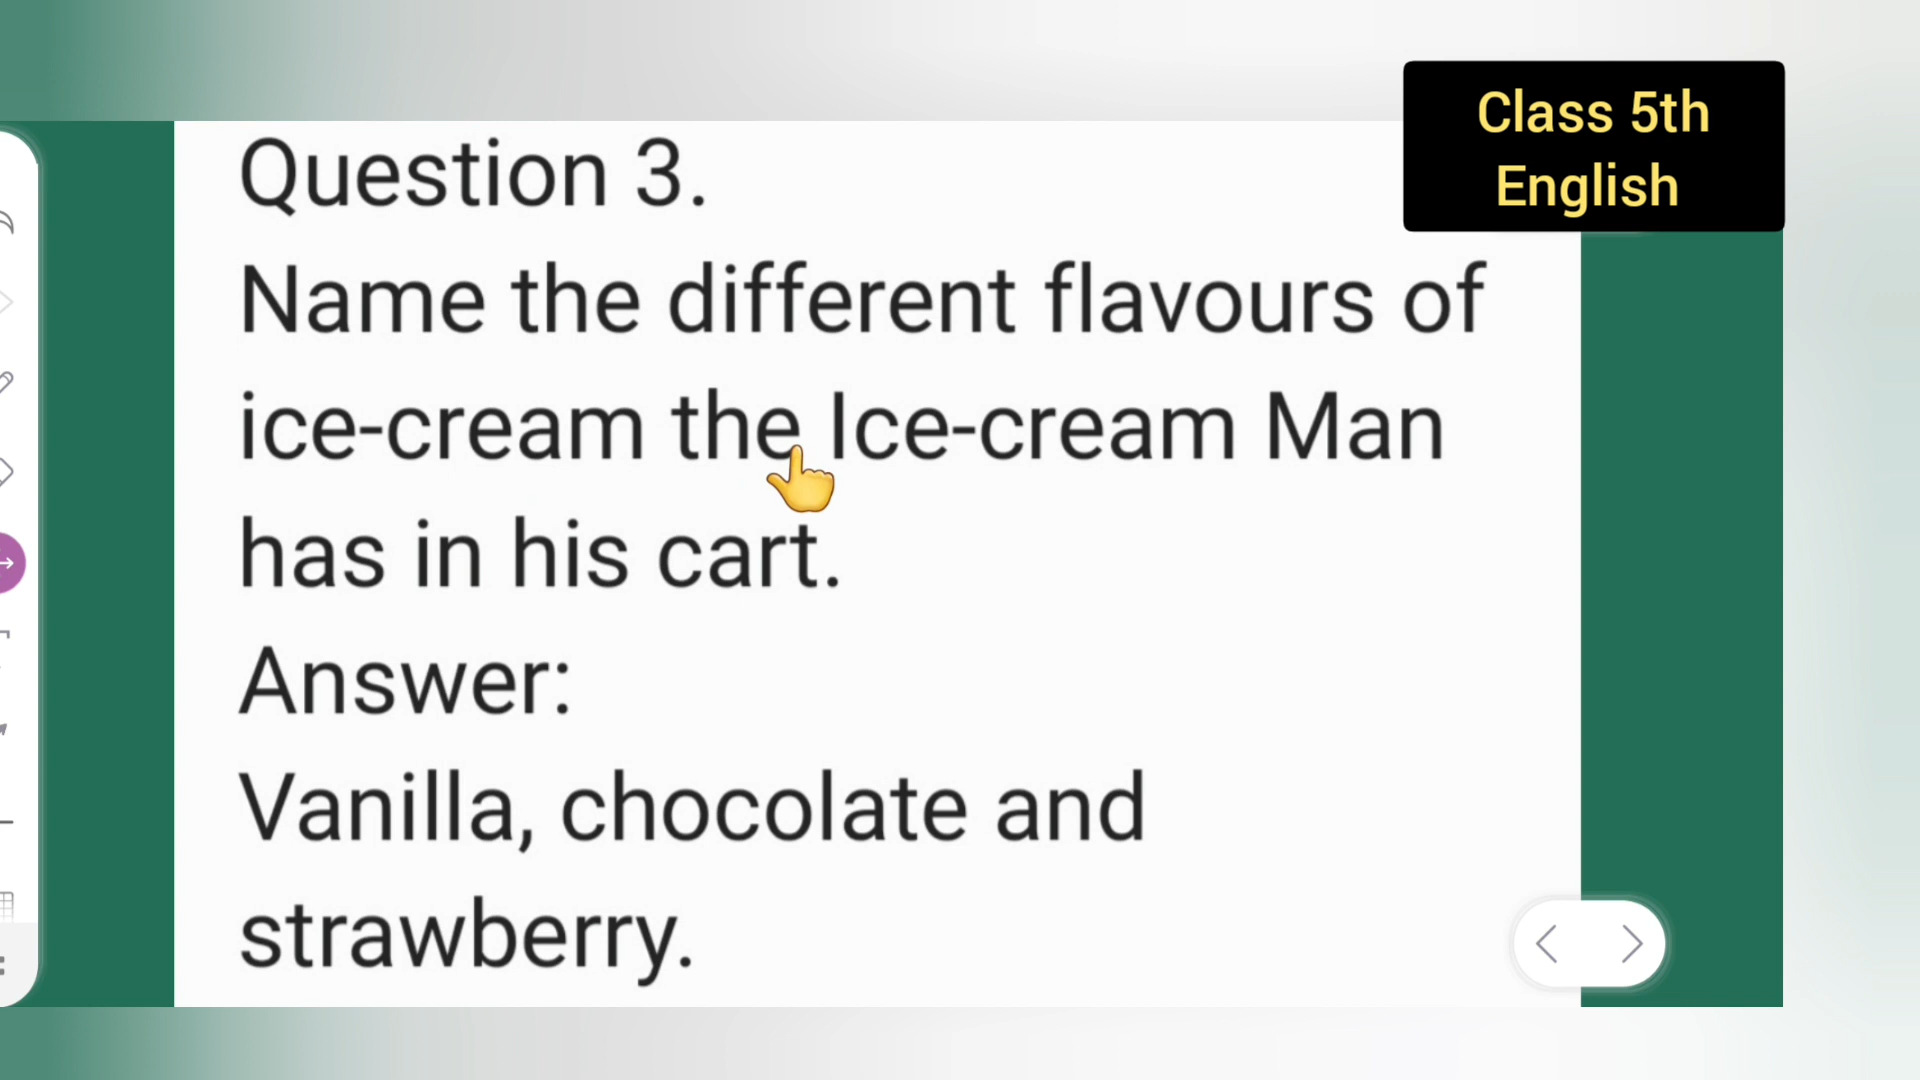 Class 5th
English
Question 3.
Name the different flavours of
ice-cream the Ice-cream Man
has in his cart.
Answer:
Vanilla, chocolate and
strawberry.